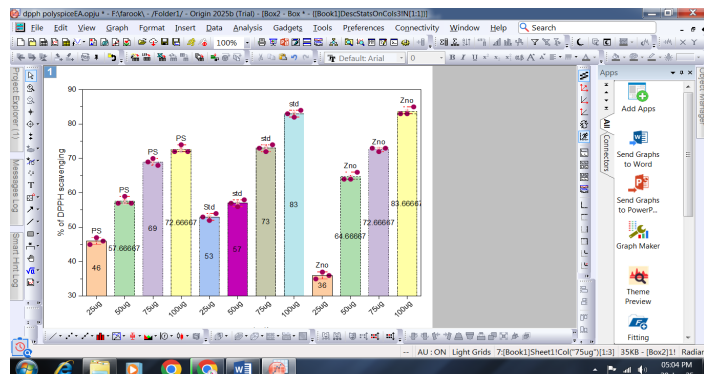 dpph polyspiceEA.opju * - F:\farook\ - /Folder1/ - Origin 2025b (Trial) - [Box2 - Box * - [[Book1]DescStatsOnCols3!N[1:1]]]
File Edit View Graph Format Insert Data Analysis Gadgets Tools Preferences Connectivity Window Help Search
100%
Default: Arial 0
B I U
Project Explorer (1)
Messages Log
Smart Hint Log
1
% of DPPH scavenging
90
80
70
60
50
40
30
PS PS PS PS Std std std std Zno Zno Zno Zno
46 57.66667 69 72.66667 53 57 73 83 36 64.66667 72.66667 83.66667
25ug 50ug 75ug 100ug 25ug 50ug 75ug 100ug 25ug 50ug 75ug 100ug
Apps
All
Connectors
Add Apps
Send Graphs
to Word
Send Graphs
to PowerP...
Graph Maker
Theme
Preview
Fitting
Object Manager
-- AU : ON Light Grids 7:[Book1]Sheet1!Col("75ug")[1:3] 35KB - [Box2]1! Radian
05:04 PM